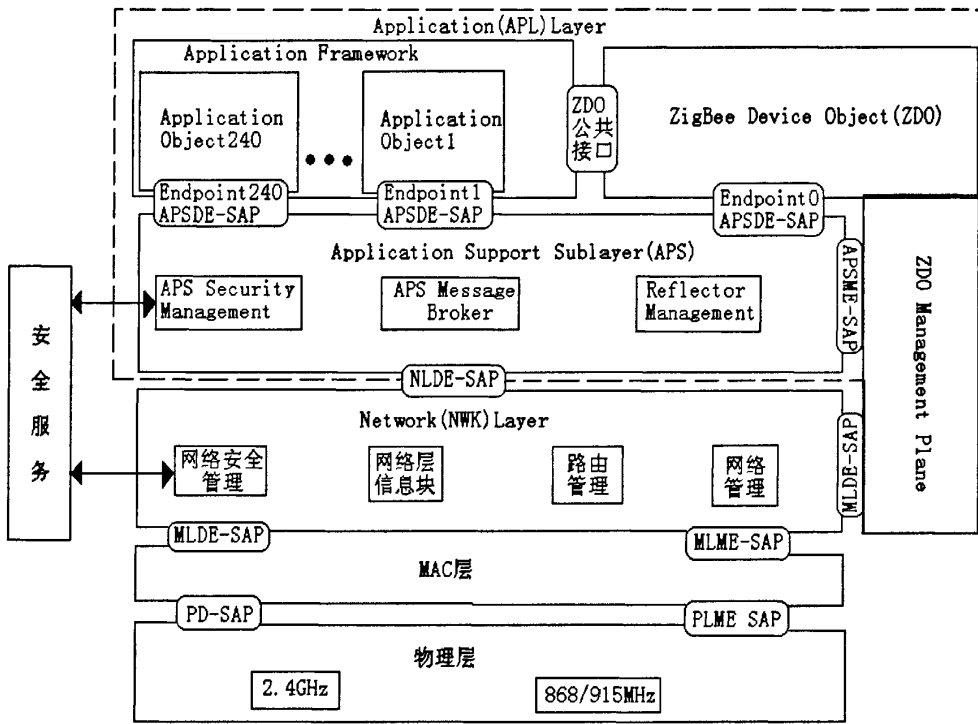 Application(APL)Layer
Application Framework
Application
Object240
Application
Object1
ZDO
公共
接口
ZigBee Device Object(ZDO)
Endpoint240
APSDE-SAP
Endpoint1
APSDE-SAP
Endpoint0
APSDE-SAP
Application Support Sublayer(APS)
APS Security
Management
APS Message
Broker
Reflector
Management
APSME-SAP
ZDO Management Plane
安全服务
NLDE-SAP
Network(NWK)Layer
网络安全
管理
网络层
信息块
路由
管理
网络
管理
MLDE-SAP
MLDE-SAP
MLME-SAP
MAC层
PD-SAP
PLME SAP
物理层
2.4GHz
868/915MHz